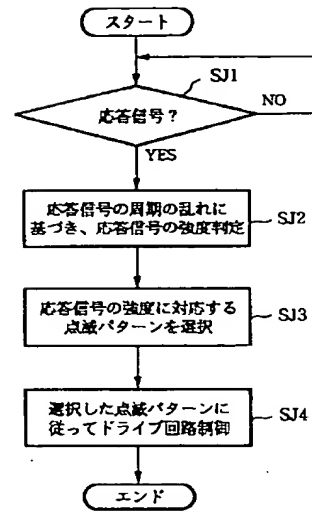 スタート
SJ1
応答信号?
NO
YES
応答信号の周期の乱れに
基づき、応答信号の強度判定
SJ2
応答信号の強度に対応する
点滅パターンを選択
SJ3
選択した点滅パターンに
従ってドライブ回路制御
SJ4
エンド